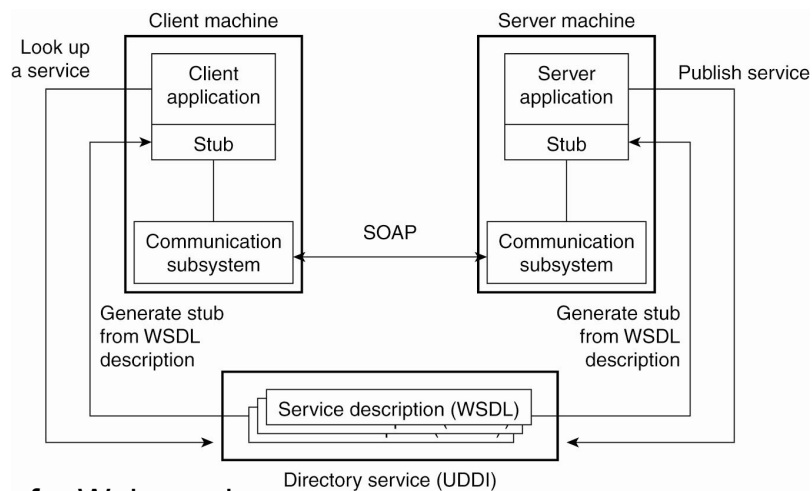 Client machine
Server machine
Look up
a service
Client
application
Stub
Server
application
Stub
Publish service
Communication
subsystem
SOAP
Communication
subsystem
Generate stub
from WSDL
description
Generate stub
from WSDL
description
Service description (WSDL)
Directory service (UDDI)